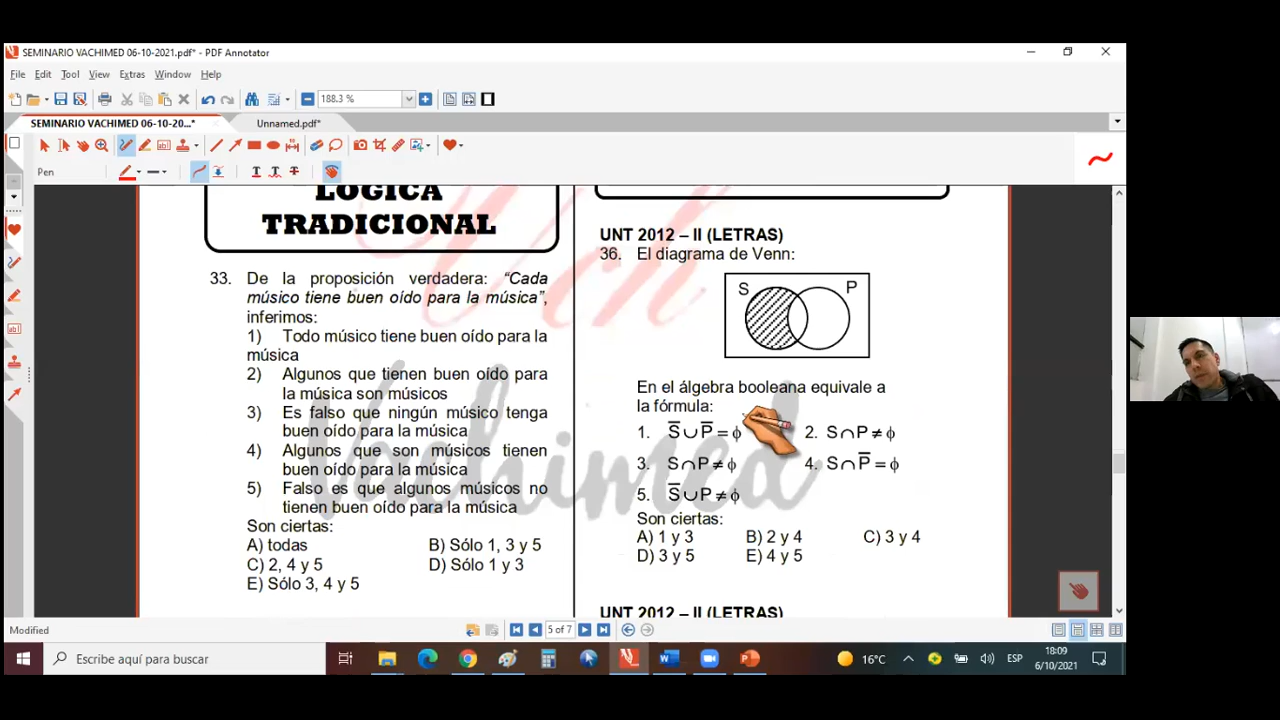 SEMINARIO VACHIMED 06-10-2021.pdf* - PDF Annotator
File Edit Tool View Extras Window Help
188.3 %
SEMINARIO VACHIMED 06-10-20...* Unnamed.pdf*
Pen
LÓGICA
TRADICIONAL
33. De la proposición verdadera: “Cada
músico tiene buen oído para la música”,
inferimos:
1) Todo músico tiene buen oído para la
música
2) Algunos que tienen buen oído para
la música son músicos
3) Es falso que ningún músico tenga
buen oído para la música
4) Algunos que son músicos tienen
buen oído para la música
5) Falso es que algunos músicos no
tienen buen oído para la música
Son ciertas:
A) todas B) Sólo 1, 3 y 5
C) 2, 4 y 5 D) Sólo 1 y 3
E) Sólo 3, 4 y 5
UNT 2012 – II (LETRAS)
36. El diagrama de Venn:
S P
En el álgebra booleana equivale a
la fórmula:
1. S̅ ∪ P̅ = ϕ 2. S ∩ P ≠ ϕ
3. S ∩ P ≠ ϕ 4. S ∩ P̅ = ϕ
5. S̅ ∪ P ≠ ϕ
Son ciertas:
A) 1 y 3 B) 2 y 4 C) 3 y 4
D) 3 y 5 E) 4 y 5
UNT 2012 – II (LETRAS)
Vch
Vachimed
Modified 5 of 7
Escribe aquí para buscar 16°C ESP 18:09
6/10/2021